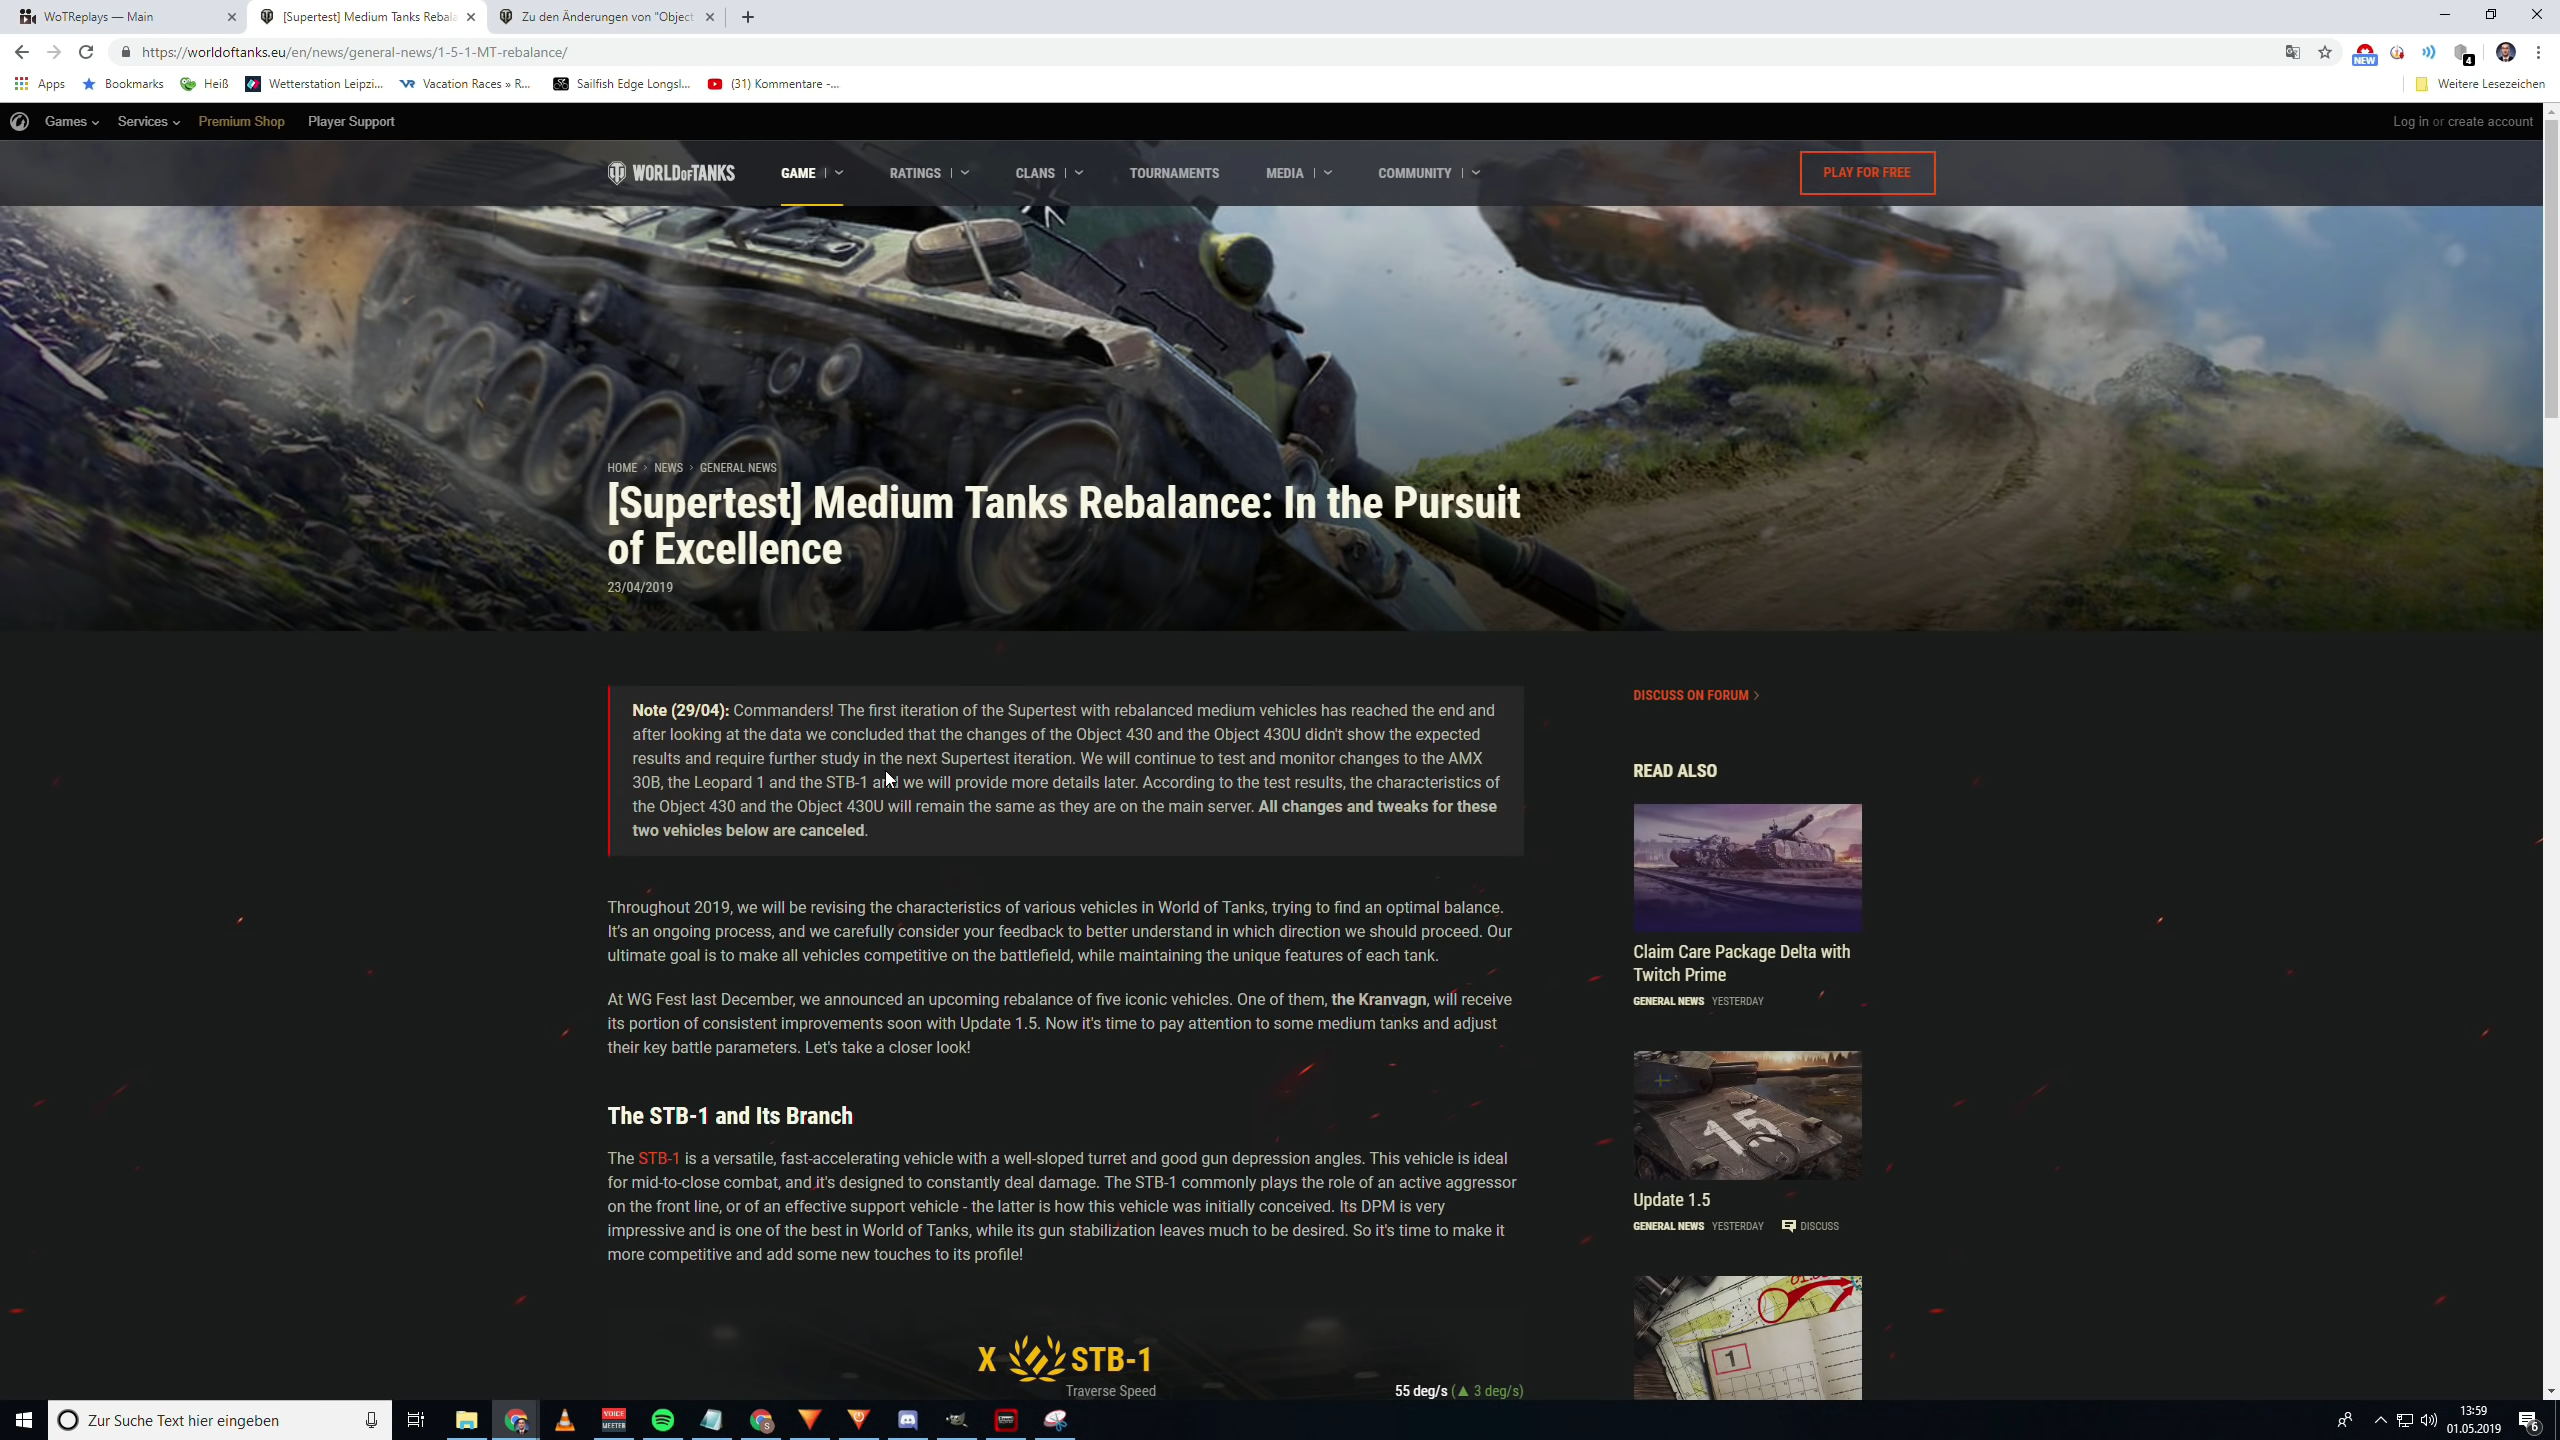 WoTReplays — Main
[Supertest] Medium Tanks Rebala
Zu den Änderungen von "Object
https://worldoftanks.eu/en/news/general-news/1-5-1-MT-rebalance/
NEW
4
Apps
Bookmarks
Heiß
Wetterstation Leipzi...
Vacation Races » R...
Sailfish Edge Longsl...
(31) Kommentare -...
Weitere Lesezeichen
Games
Services
Premium Shop
Player Support
Log in or create account
WORLD OF TANKS
GAME
RATINGS
CLANS
TOURNAMENTS
MEDIA
COMMUNITY
PLAY FOR FREE
HOME > NEWS > GENERAL NEWS
[Supertest] Medium Tanks Rebalance: In the Pursuit
of Excellence
23/04/2019
Note (29/04): Commanders! The first iteration of the Supertest with rebalanced medium vehicles has reached the end and
after looking at the data we concluded that the changes of the Object 430 and the Object 430U didn't show the expected
results and require further study in the next Supertest iteration. We will continue to test and monitor changes to the AMX
30B, the Leopard 1 and the STB-1 and we will provide more details later. According to the test results, the characteristics of
the Object 430 and the Object 430U will remain the same as they are on the main server. All changes and tweaks for these
two vehicles below are canceled.
Throughout 2019, we will be revising the characteristics of various vehicles in World of Tanks, trying to find an optimal balance.
It's an ongoing process, and we carefully consider your feedback to better understand in which direction we should proceed. Our
ultimate goal is to make all vehicles competitive on the battlefield, while maintaining the unique features of each tank.
At WG Fest last December, we announced an upcoming rebalance of five iconic vehicles. One of them, the Kranvagn, will receive
its portion of consistent improvements soon with Update 1.5. Now it's time to pay attention to some medium tanks and adjust
their key battle parameters. Let's take a closer look!
The STB-1 and Its Branch
The STB-1 is a versatile, fast-accelerating vehicle with a well-sloped turret and good gun depression angles. This vehicle is ideal
for mid-to-close combat, and it's designed to constantly deal damage. The STB-1 commonly plays the role of an active aggressor
on the front line, or of an effective support vehicle - the latter is how this vehicle was initially conceived. Its DPM is very
impressive and is one of the best in World of Tanks, while its gun stabilization leaves much to be desired. So it's time to make it
more competitive and add some new touches to its profile!
X STB-1
Traverse Speed
55 deg/s (▲ 3 deg/s)
DISCUSS ON FORUM >
READ ALSO
Claim Care Package Delta with
Twitch Prime
GENERAL NEWS YESTERDAY
15
Update 1.5
GENERAL NEWS YESTERDAY DISCUSS
1
Zur Suche Text hier eingeben
VOICE
MEETER
S
13:59
01.05.2019
6